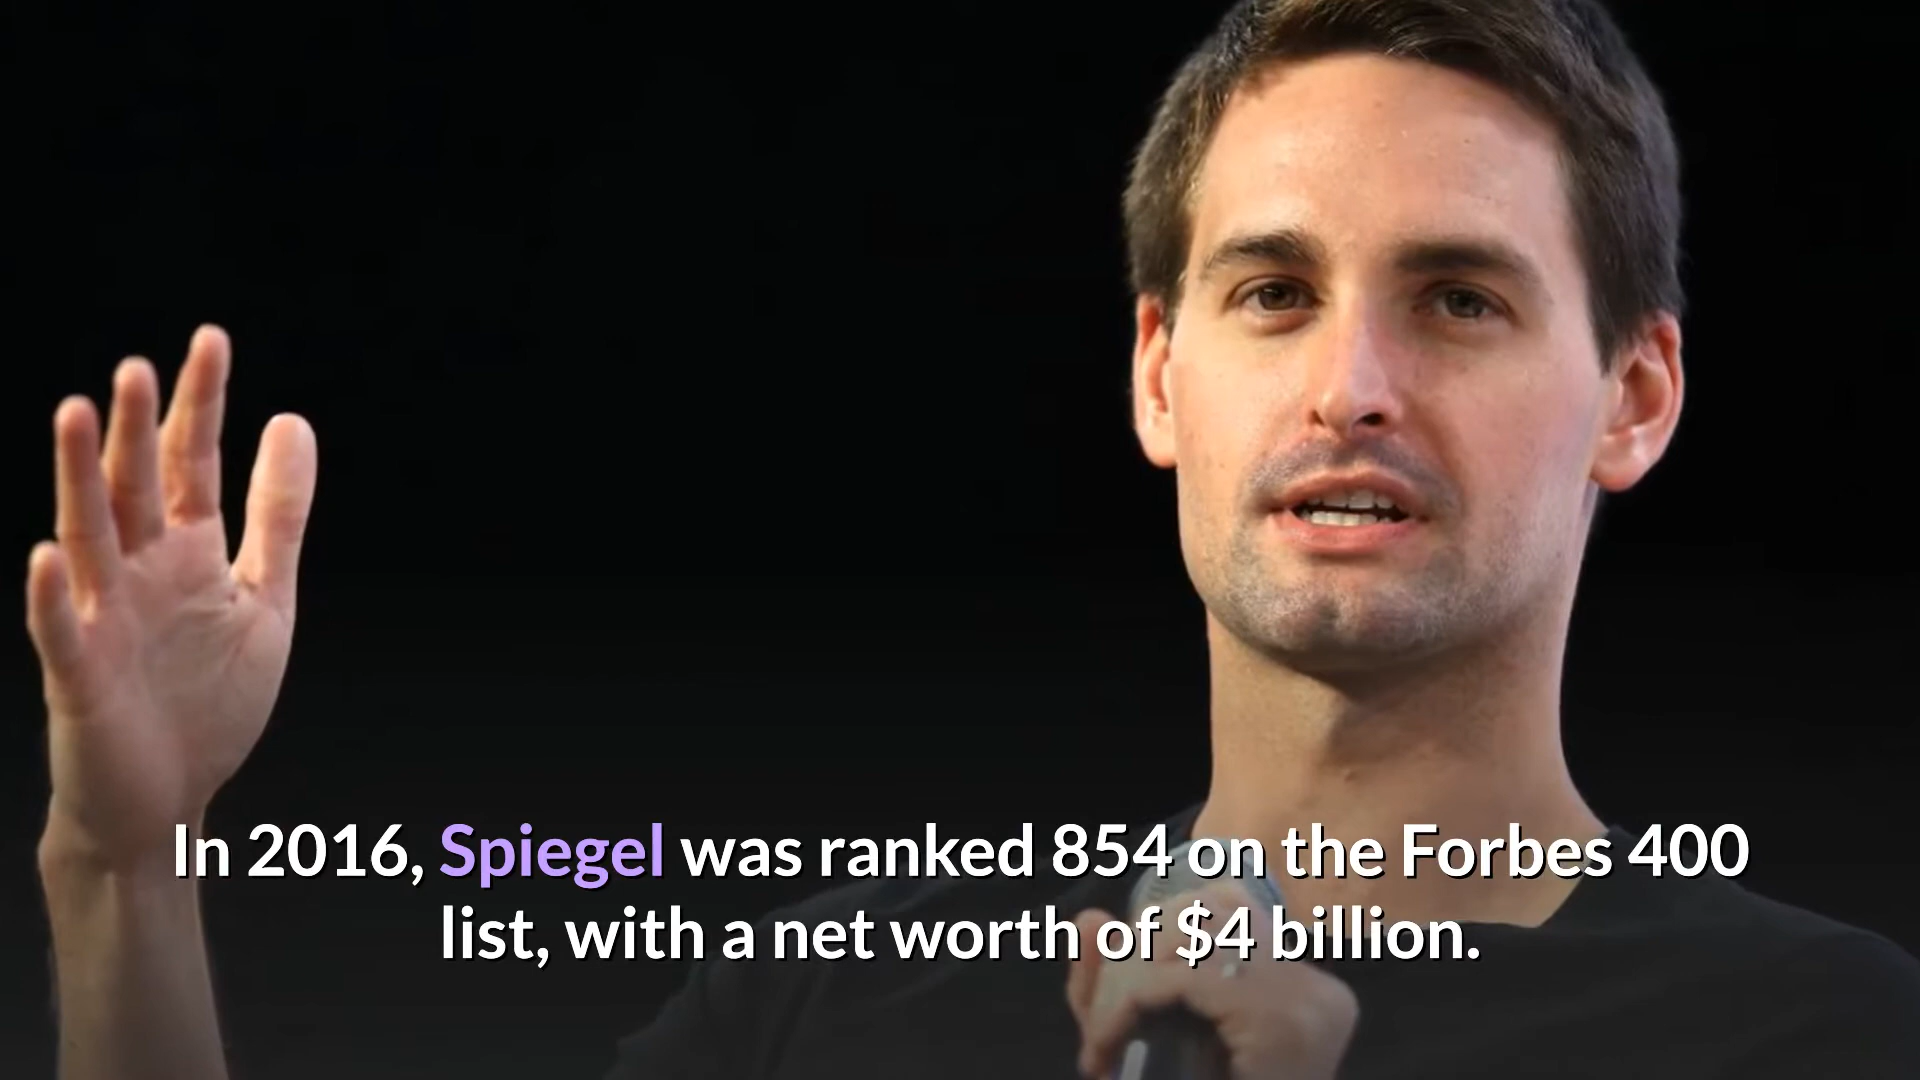 In 2016, Spiegel was ranked 854 on the Forbes 400
list, with a net worth of $4 billion.